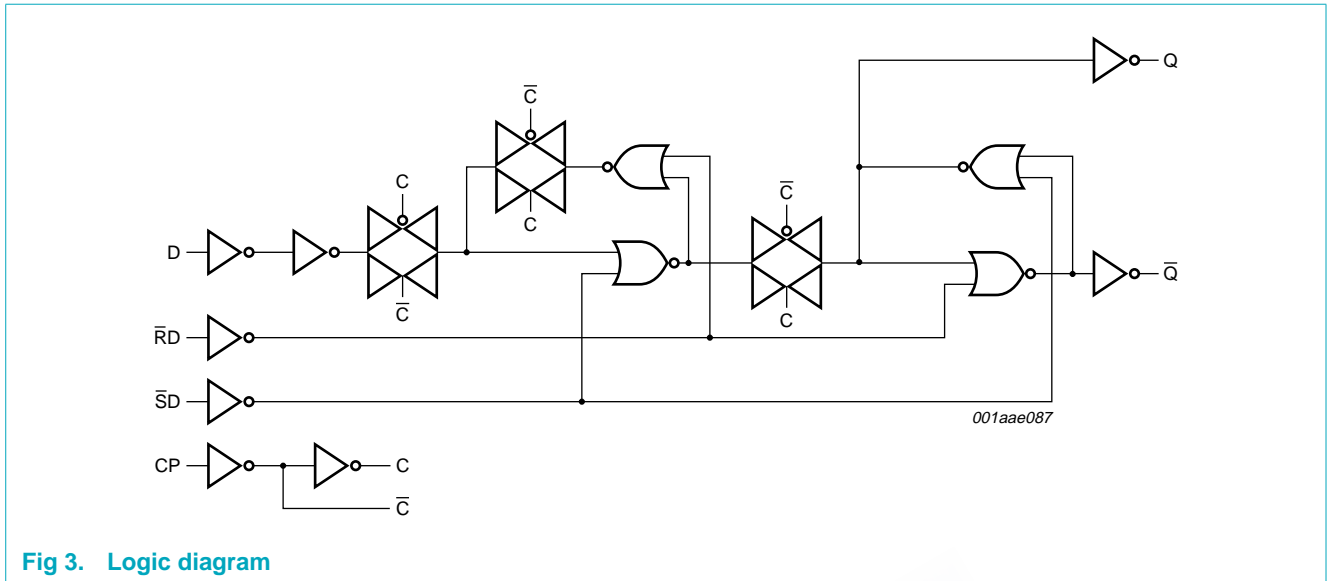 Q
C̅
C
C
C̅
D
C̅
C
Q̅
R̅D
S̅D
001aae087
CP
C
C̅
Fig 3. Logic diagram